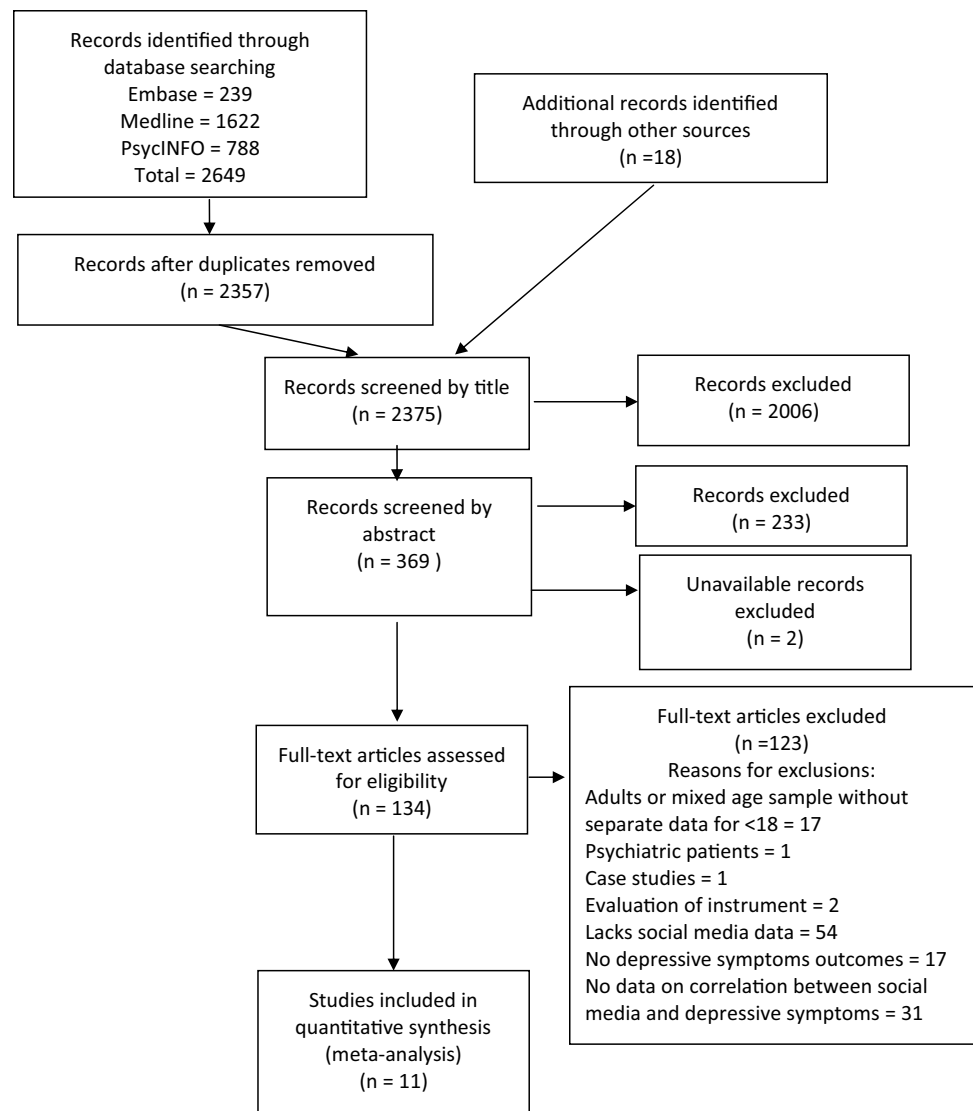 Records identified through
database searching
Embase = 239
Medline = 1622
PsycINFO = 788
Total = 2649
Additional records identified
through other sources
(n =18)
Records after duplicates removed
(n = 2357)
Records screened by title
(n = 2375)
Records excluded
(n = 2006)
Records screened by
abstract
(n = 369 )
Records excluded
(n = 233)
Unavailable records
excluded
(n = 2)
Full-text articles assessed
for eligibility
(n = 134)
Full-text articles excluded
(n =123)
Reasons for exclusions:
Adults or mixed age sample without
separate data for <18 = 17
Psychiatric patients = 1
Case studies = 1
Evaluation of instrument = 2
Lacks social media data = 54
No depressive symptoms outcomes = 17
No data on correlation between social
media and depressive symptoms = 31
Studies included in
quantitative synthesis
(meta-analysis)
(n = 11)